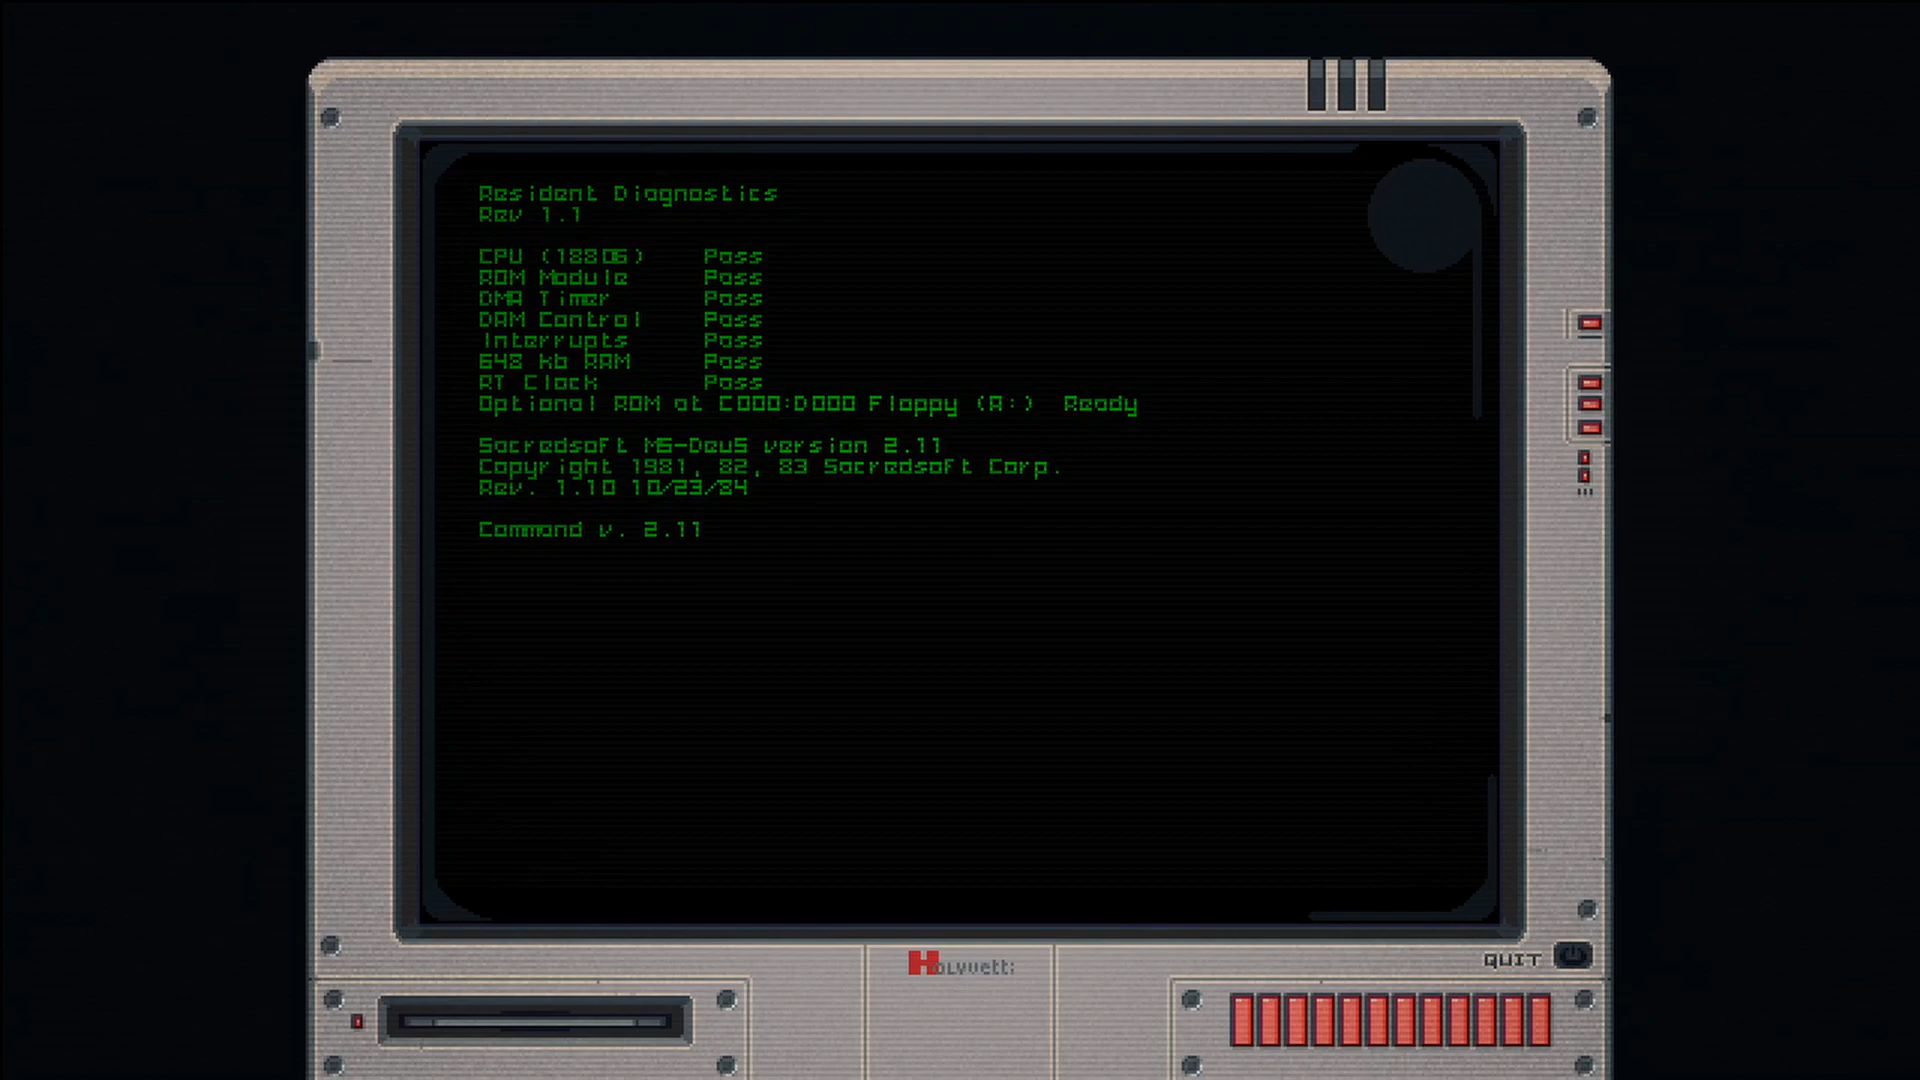 Resident Diagnostics
Rev 1.1
CPU (18806) Pass
ROM Module Pass
DMA Timer Pass
DAM Control Pass
Interrupts Pass
648 kb RAM Pass
RT Clock Pass
Optional ROM at C000:D000 Floppy (A:) Ready
Sacredsoft MS-DeuS version 2.11
Copyright 1981, 82, 83 Sacredsoft Corp.
Rev. 1.10 10/23/84
Command v. 2.11
QUIT
Holyvetti